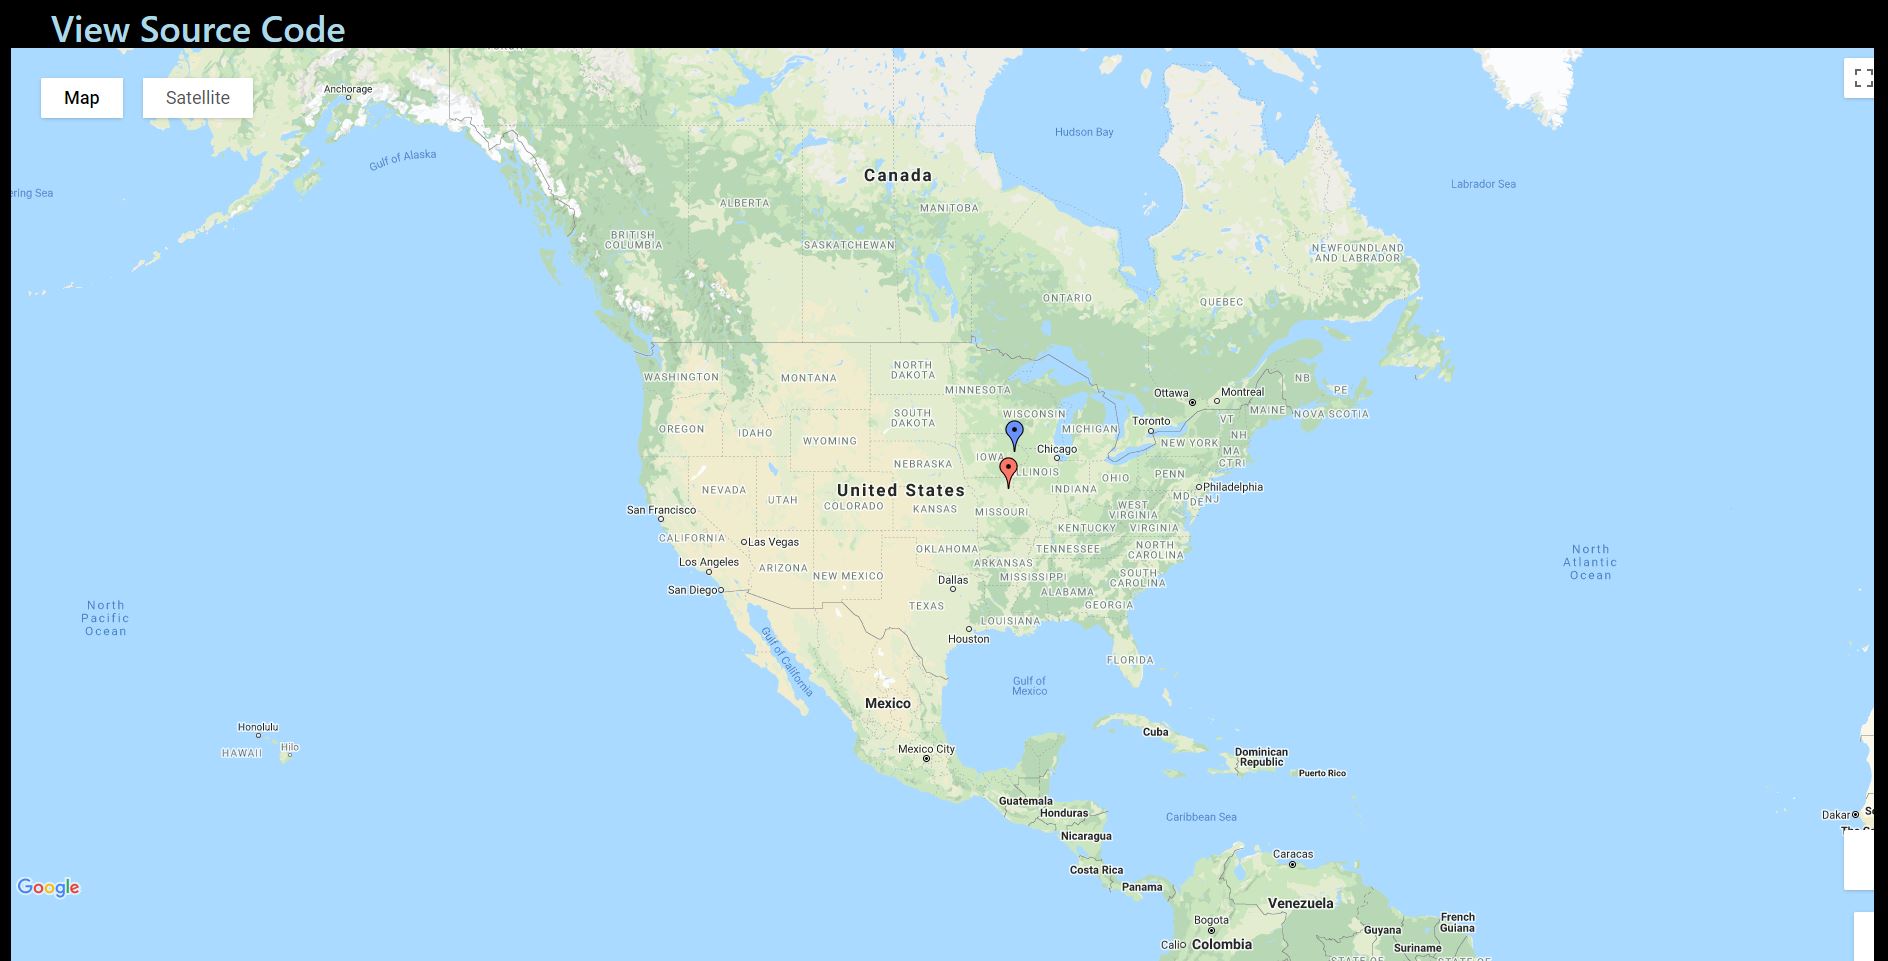 View Source Code
Map
Satellite
Anchorage
Hudson Bay
Gulf of Alaska
Canada
ering Sea
Labrador Sea
ALBERTA
MANITOBA
BRITISH
COLUMBIA
SASKATCHEWAN
NEWFOUNDLAND
AND LABRADOR
ONTARIO
QUEBEC
NORTH
DAKOTA
WASHINGTON
MONTANA
MINNESOTA
NB
PE
Ottawa
Montreal
MAINE
NOVA SCOTIA
SOUTH
DAKOTA
WISCONSIN
Toronto
VT
OREGON
IDAHO
MICHIGAN
NH
WYOMING
NEW YORK
MA
Chicago
IOWA
CT RI
NEBRASKA
ILLINOIS
OHIO
PENN
NEVADA
United States
INDIANA
Philadelphia
UTAH
MD
DE NJ
COLORADO
KANSAS
San Francisco
MISSOURI
WEST
VIRGINIA
KENTUCKY
VIRGINIA
CALIFORNIA
Las Vegas
OKLAHOMA
TENNESSEE
NORTH
CAROLINA
North
Atlantic
Ocean
Los Angeles
ARIZONA
NEW MEXICO
ARKANSAS
MISSISSIPPI
SOUTH
CAROLINA
Dallas
San Diego
ALABAMA
TEXAS
GEORGIA
North
Pacific
Ocean
LOUISIANA
Houston
Gulf of California
FLORIDA
Gulf of
Mexico
Mexico
Honolulu
HAWAII
Hilo
Cuba
Mexico City
Dominican
Republic
Puerto Rico
Guatemala
Honduras
Caribbean Sea
Dakar
Nicaragua
Caracas
Costa Rica
Panama
Google
Venezuela
Bogota
French
Guiana
Guyana
Cali
Colombia
Suriname
STATE OF
STATE OF